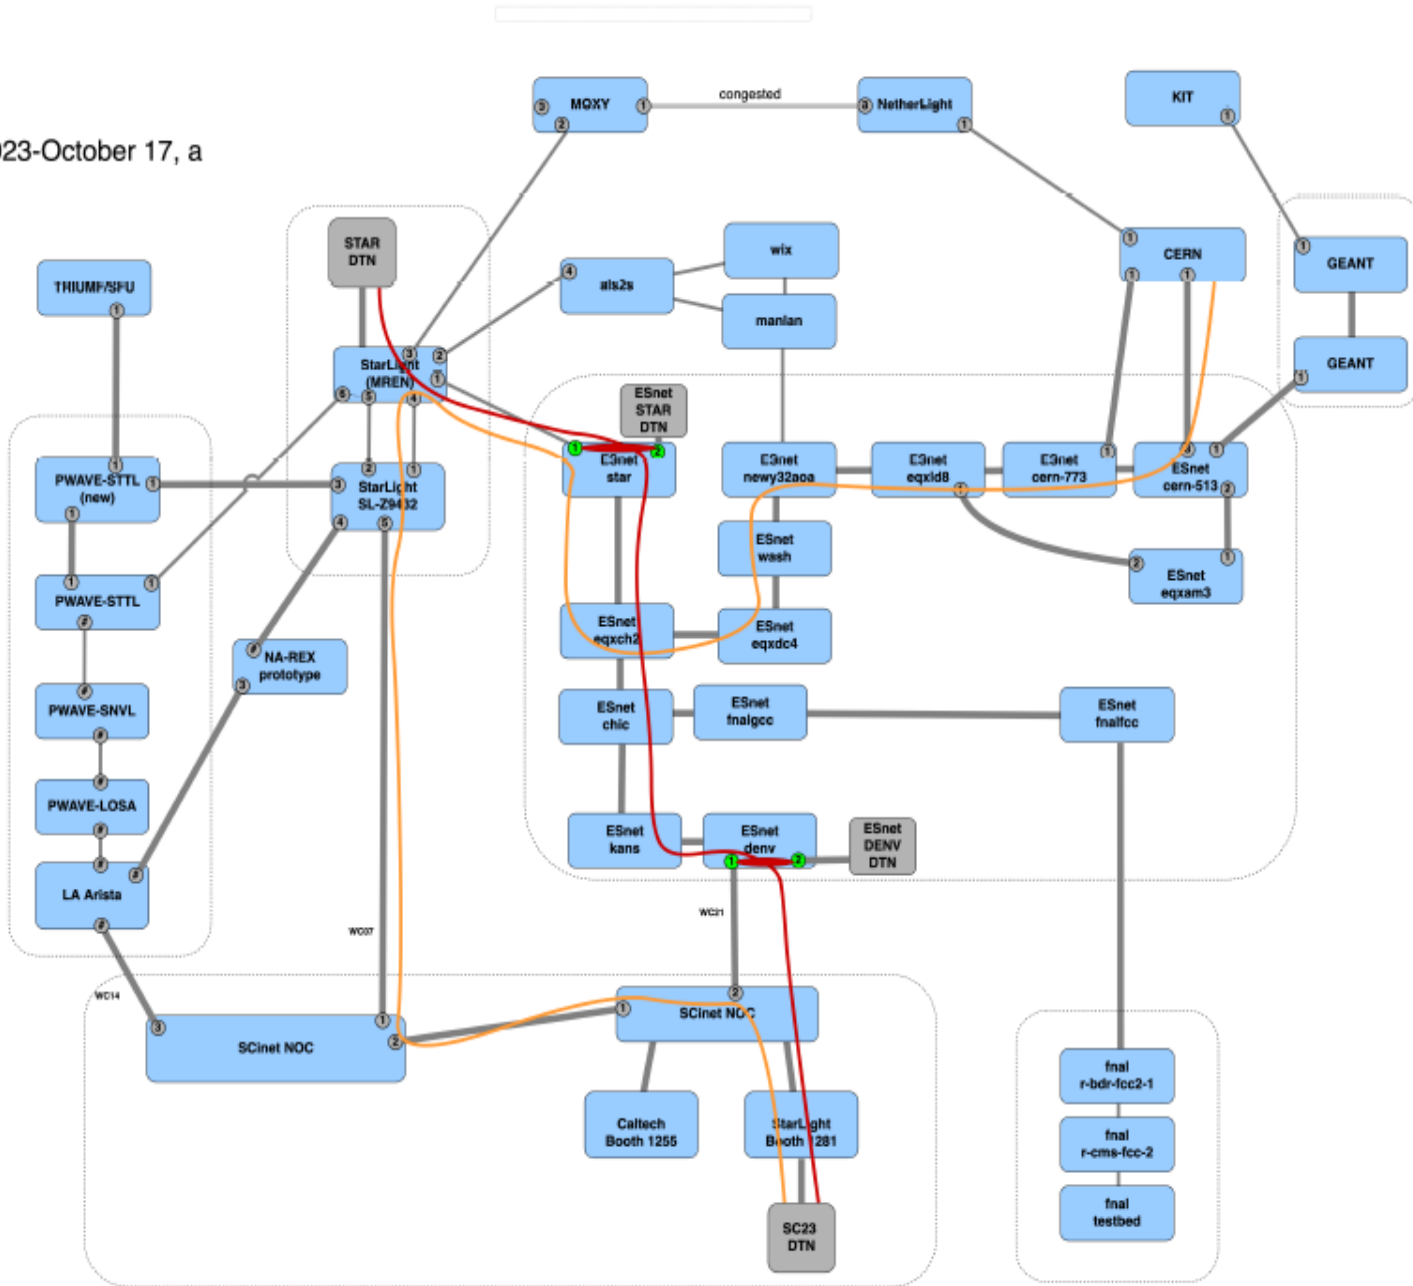 congested
MOXY
NetherLight
KIT
023-October 17, a
STAR
DTN
wix
CERN
GEANT
TRIUMF/SFU
als2s
manlan
StarLight
(MREN)
GEANT
ESnet
STAR
DTN
PWAVE-STTL
(new)
StarLight
ESnet
star
ESnet
newy32aoa
ESnet
eqxld8
ESnet
cern-773
ESnet
cern-513
ESnet
wash
ESnet
eqxam3
PWAVE-STTL
ESnet
eqxch2
ESnet
eqxdc4
NA-REX
prototype
PWAVE-SNVL
ESnet
chic
ESnet
fnalgcc
ESnet
fnalfcc
PWAVE-LOSA
ESnet
kans
ESnet
denv
ESnet
DENV
DTN
LA Arista
WC21
WC07
WC14
SCinet NOC
SCinet NOC
Caltech
Booth 1255
StarLight
Booth 1281
SC23
DTN
fnal
r-bdr-fcc2-1
fnal
r-cms-fcc-2
fnal
testbed